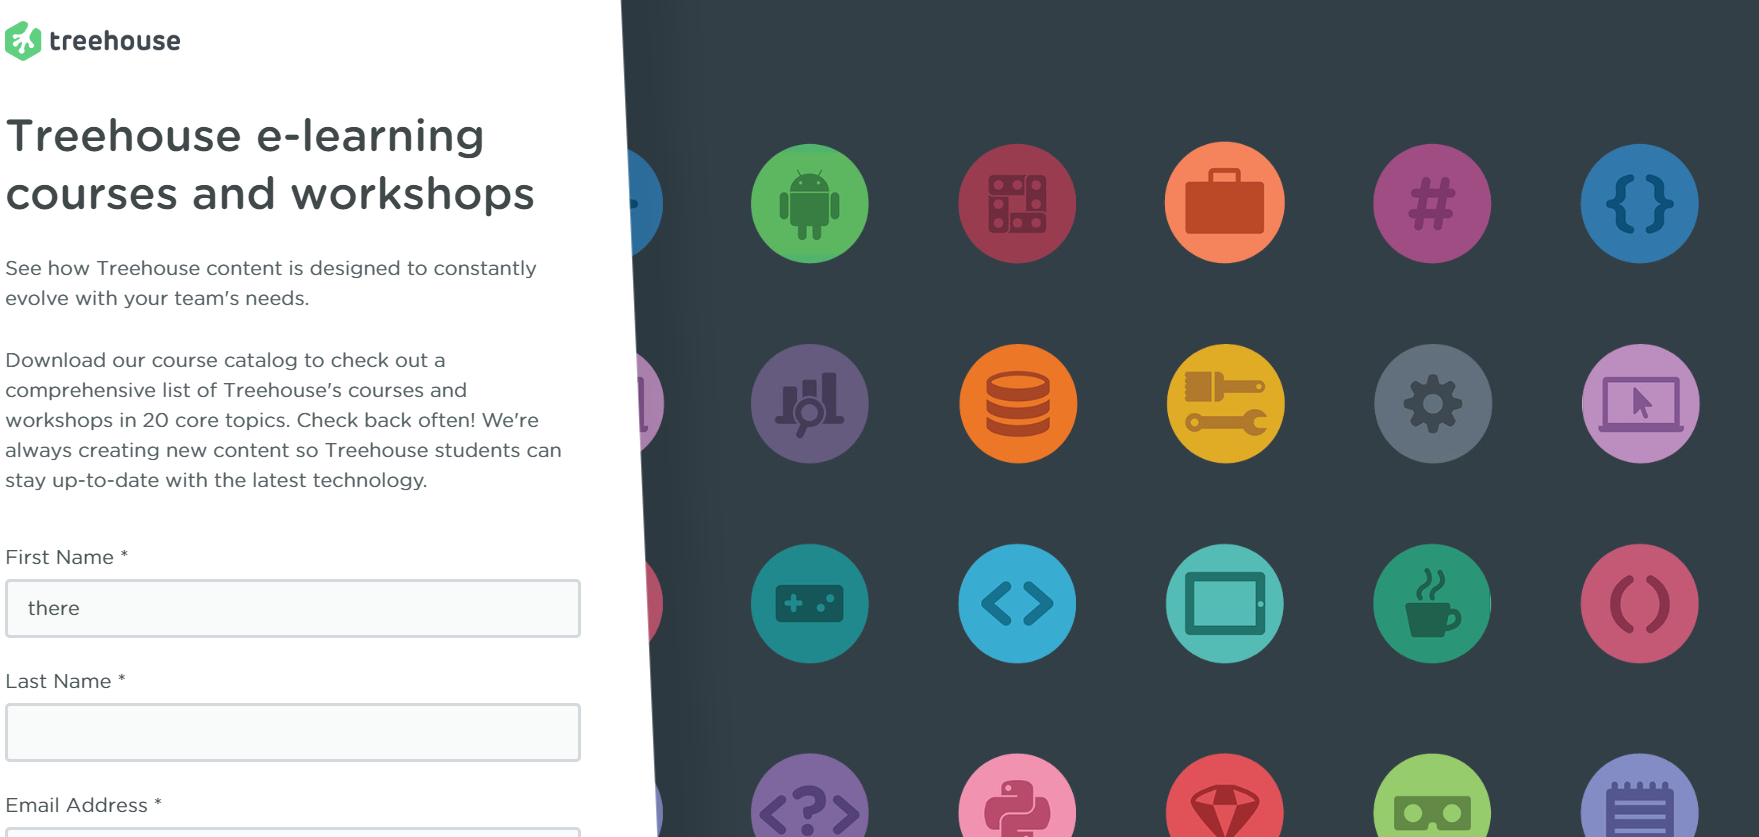 treehouse
Treehouse e-learning
courses and workshops
See how Treehouse content is designed to constantly
evolve with your team's needs.
Download our course catalog to check out a
comprehensive list of Treehouse's courses and
workshops in 20 core topics. Check back often! We're
always creating new content so Treehouse students can
stay up-to-date with the latest technology.
First Name *
there
Last Name *
Email Address *
#
{}
<>
()
<?>